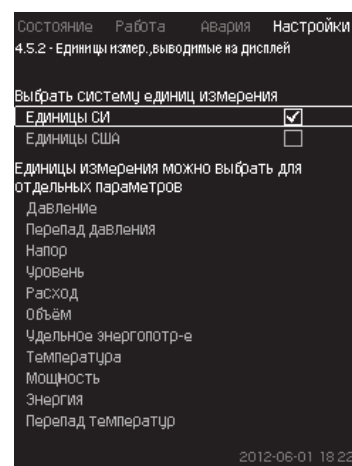 Состояние Работа Авария Настройки
4.5.2 - Единицы измер.,выводимые на дисплей
Выбрать систему единиц измерения
Единицы СИ
Единицы США
Единицы измерения можно выбрать для
отдельных параметров
Давление
Перепад давления
Напор
Уровень
Расход
Объём
Удельное энергопотр-е
Температура
Мощность
Энергия
Перепад температур
2012-06-01 18:22